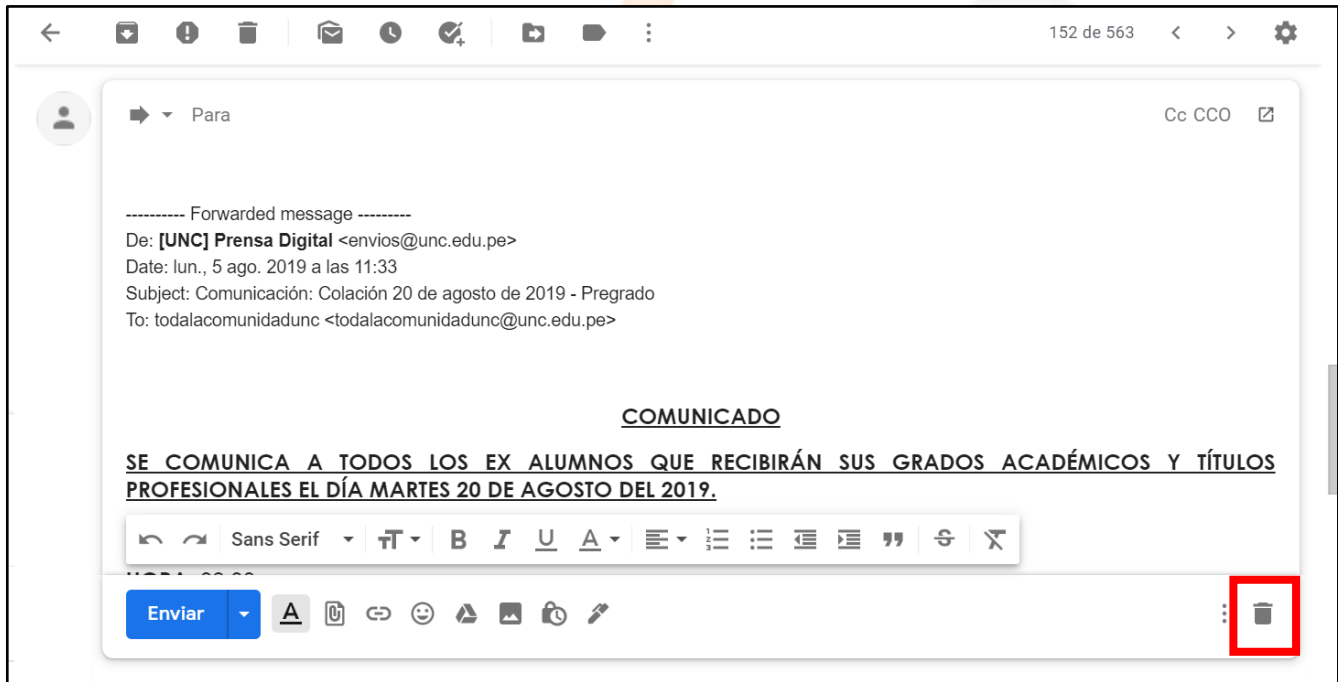 152 de 563
Para
Cc CCO
---------- Forwarded message ---------
De: [UNC] Prensa Digital <envios@unc.edu.pe>
Date: lun., 5 ago. 2019 a las 11:33
Subject: Comunicación: Colación 20 de agosto de 2019 - Pregrado
To: todalacomunidadunc <todalacomunidadunc@unc.edu.pe>
COMUNICADO
SE COMUNICA A TODOS LOS EX ALUMNOS QUE RECIBIRÁN SUS GRADOS ACADÉMICOS Y TÍTULOS
PROFESIONALES EL DÍA MARTES 20 DE AGOSTO DEL 2019.
Sans Serif
Enviar